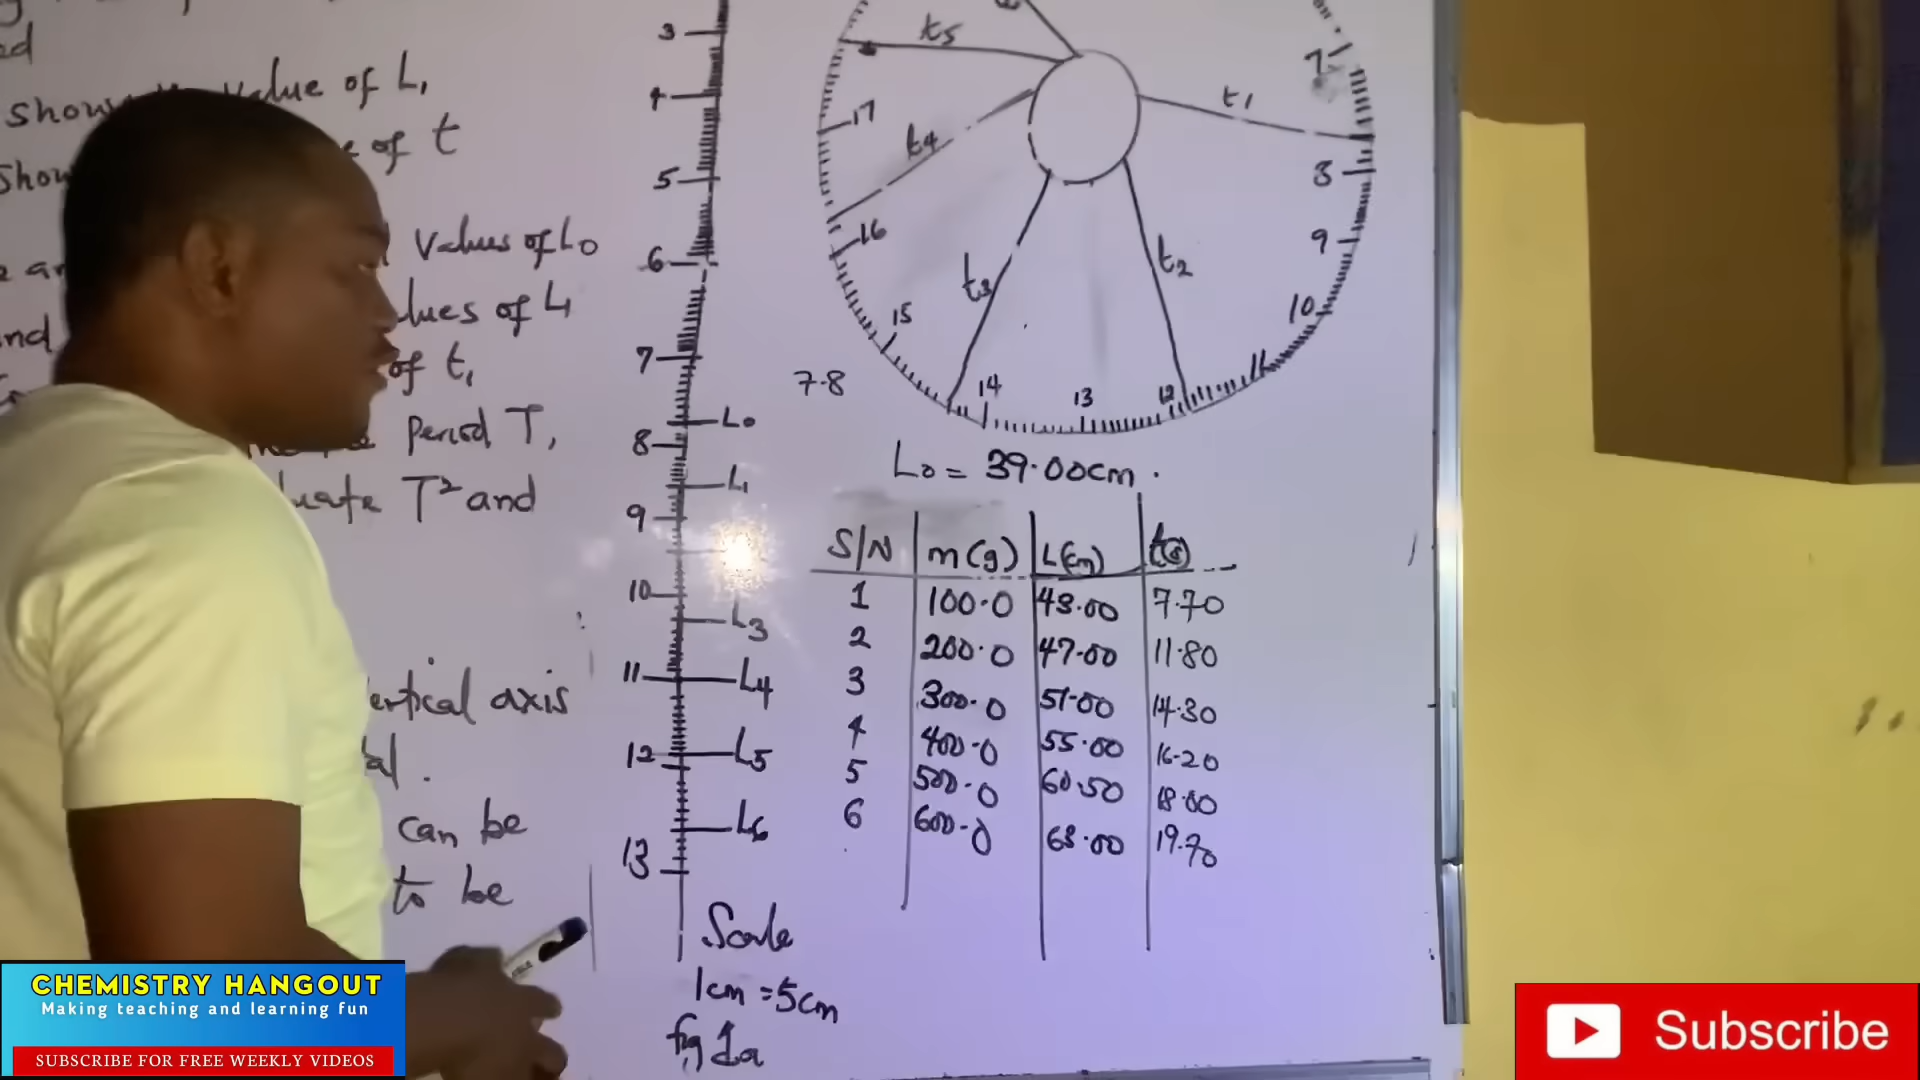 ed
Show value of L,
Show e of t
Values of Lo
and lues of L1
of t,
Period T,
luate T² and
ertical axis
tal.
can be
to be
3
4
5
6
7
8
9
10
11
12
13
Lo
L1
L3
L4
L5
L6
Scale
1cm = 5cm
fig 1a
7.8
t5
t1
t4
t3
t2
7
8
9
10
11
12
13
14
15
16
17
Lo = 39.00cm.
S/N m(g) L(cm) t(s)
1 100.0 43.00 7.70
2 200.0 47.00 11.80
3 300.0 51.00 14.30
4 400.0 55.00 16.20
5 500.0 60.50 18.00
6 600.0 63.00 19.70
CHEMISTRY HANGOUT
Making teaching and learning fun
SUBSCRIBE FOR FREE WEEKLY VIDEOS
Subscribe